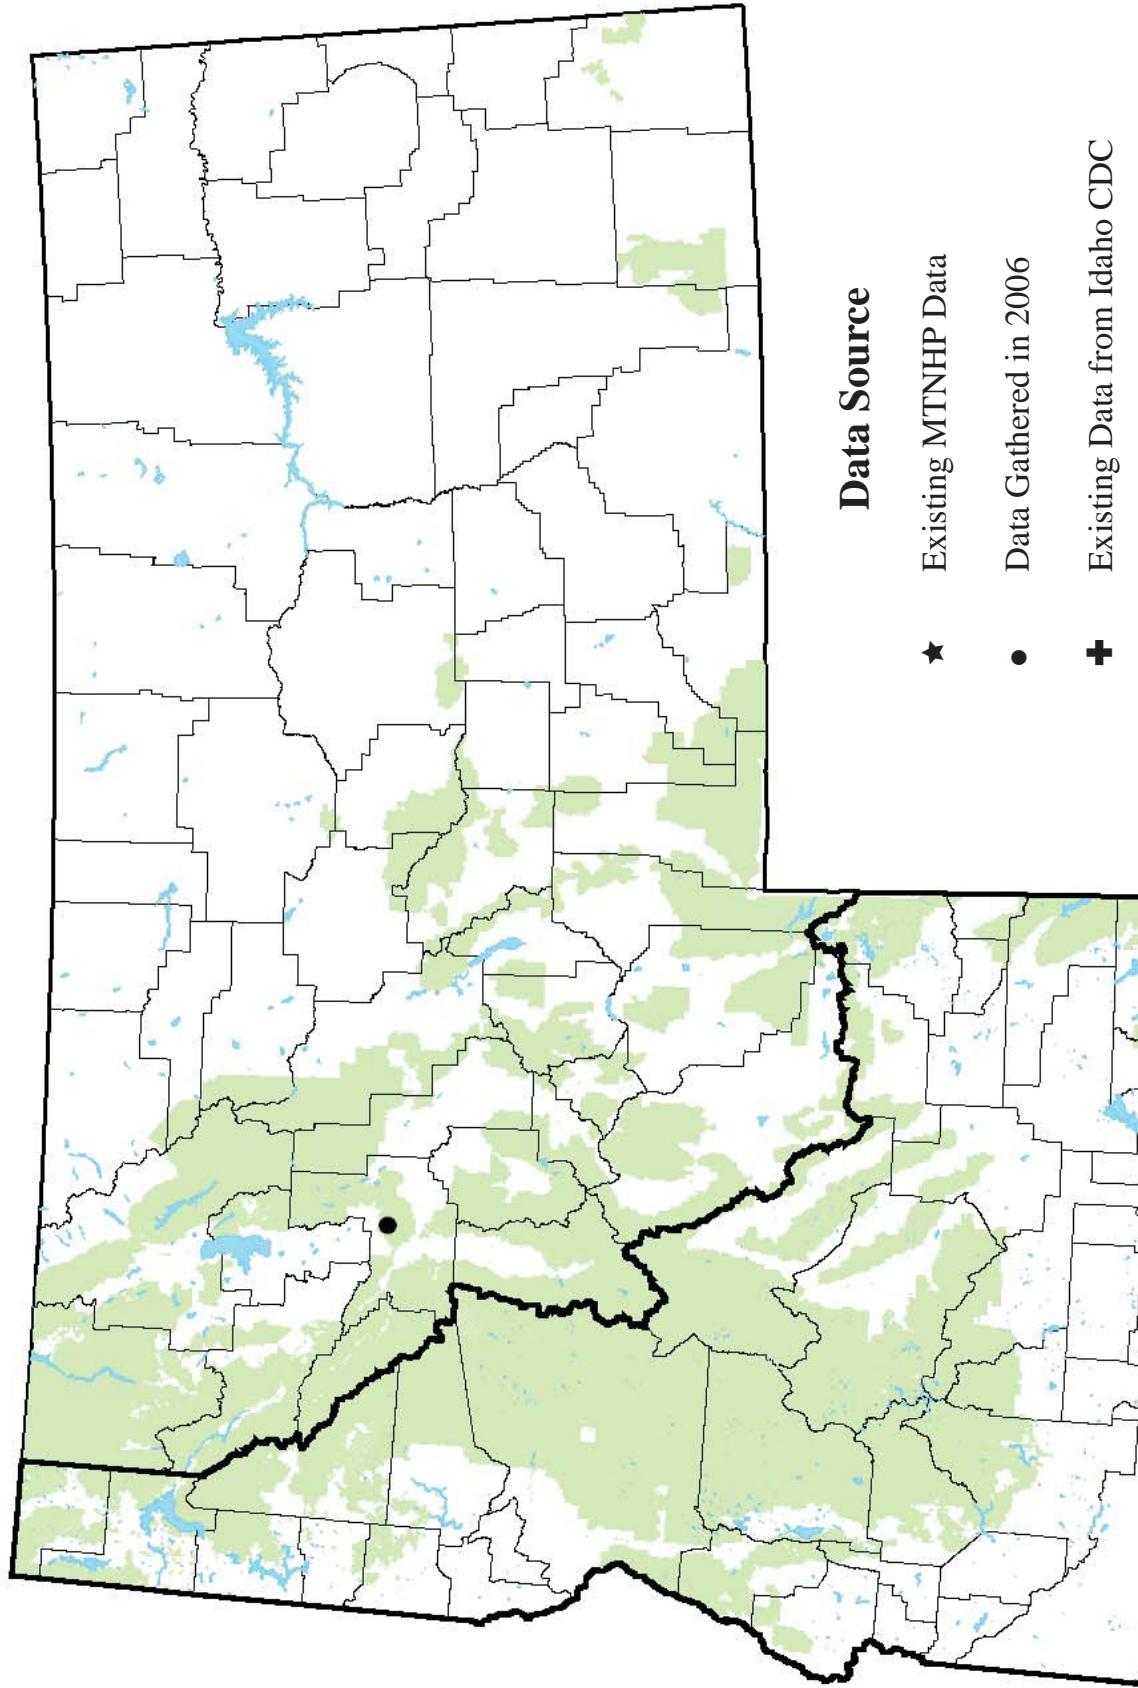 Data Source
Existing MTNHP Data
Data Gathered in 2006
Existing Data from Idaho CDC